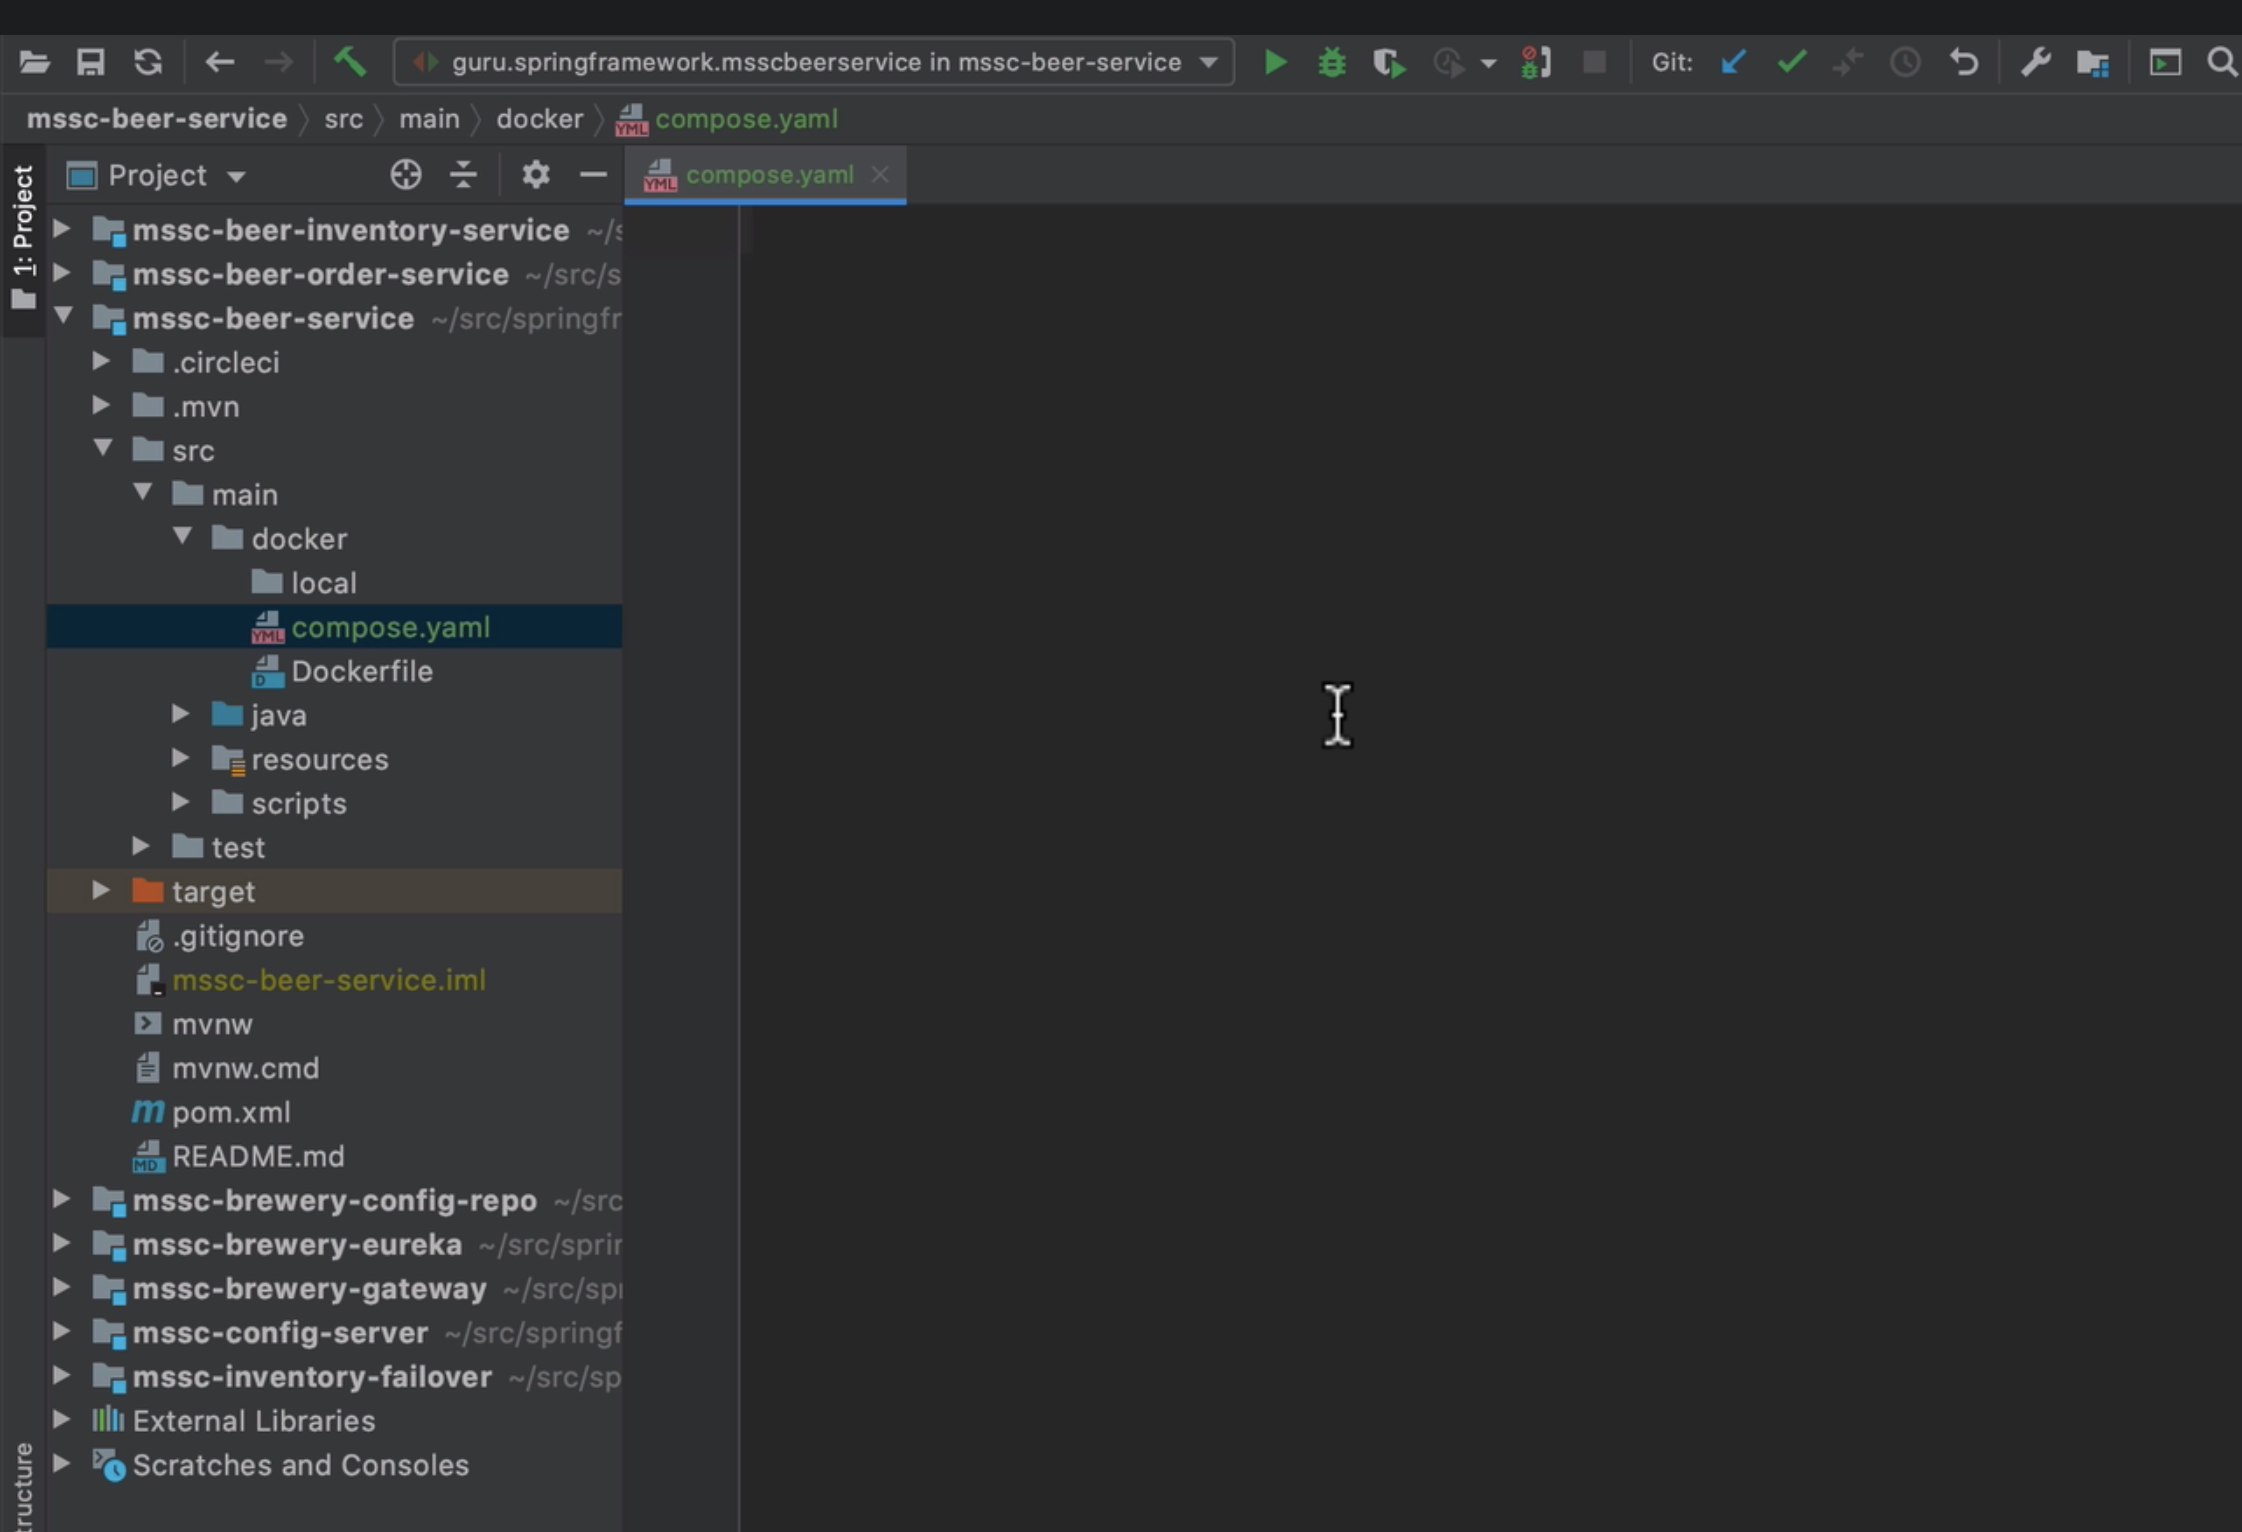 guru.springframework.msscbeerservice in mssc-beer-service
Git:
mssc-beer-service src main docker compose.yaml
1: Project
Project
compose.yaml
mssc-beer-inventory-service ~/s
mssc-beer-order-service ~/src/s
mssc-beer-service ~/src/springfr
.circleci
.mvn
src
main
docker
local
compose.yaml
Dockerfile
java
resources
scripts
test
target
.gitignore
mssc-beer-service.iml
mvnw
mvnw.cmd
pom.xml
README.md
mssc-brewery-config-repo ~/src
mssc-brewery-eureka ~/src/sprin
mssc-brewery-gateway ~/src/spr
mssc-config-server ~/src/springf
mssc-inventory-failover ~/src/sp
External Libraries
Scratches and Consoles
tructure